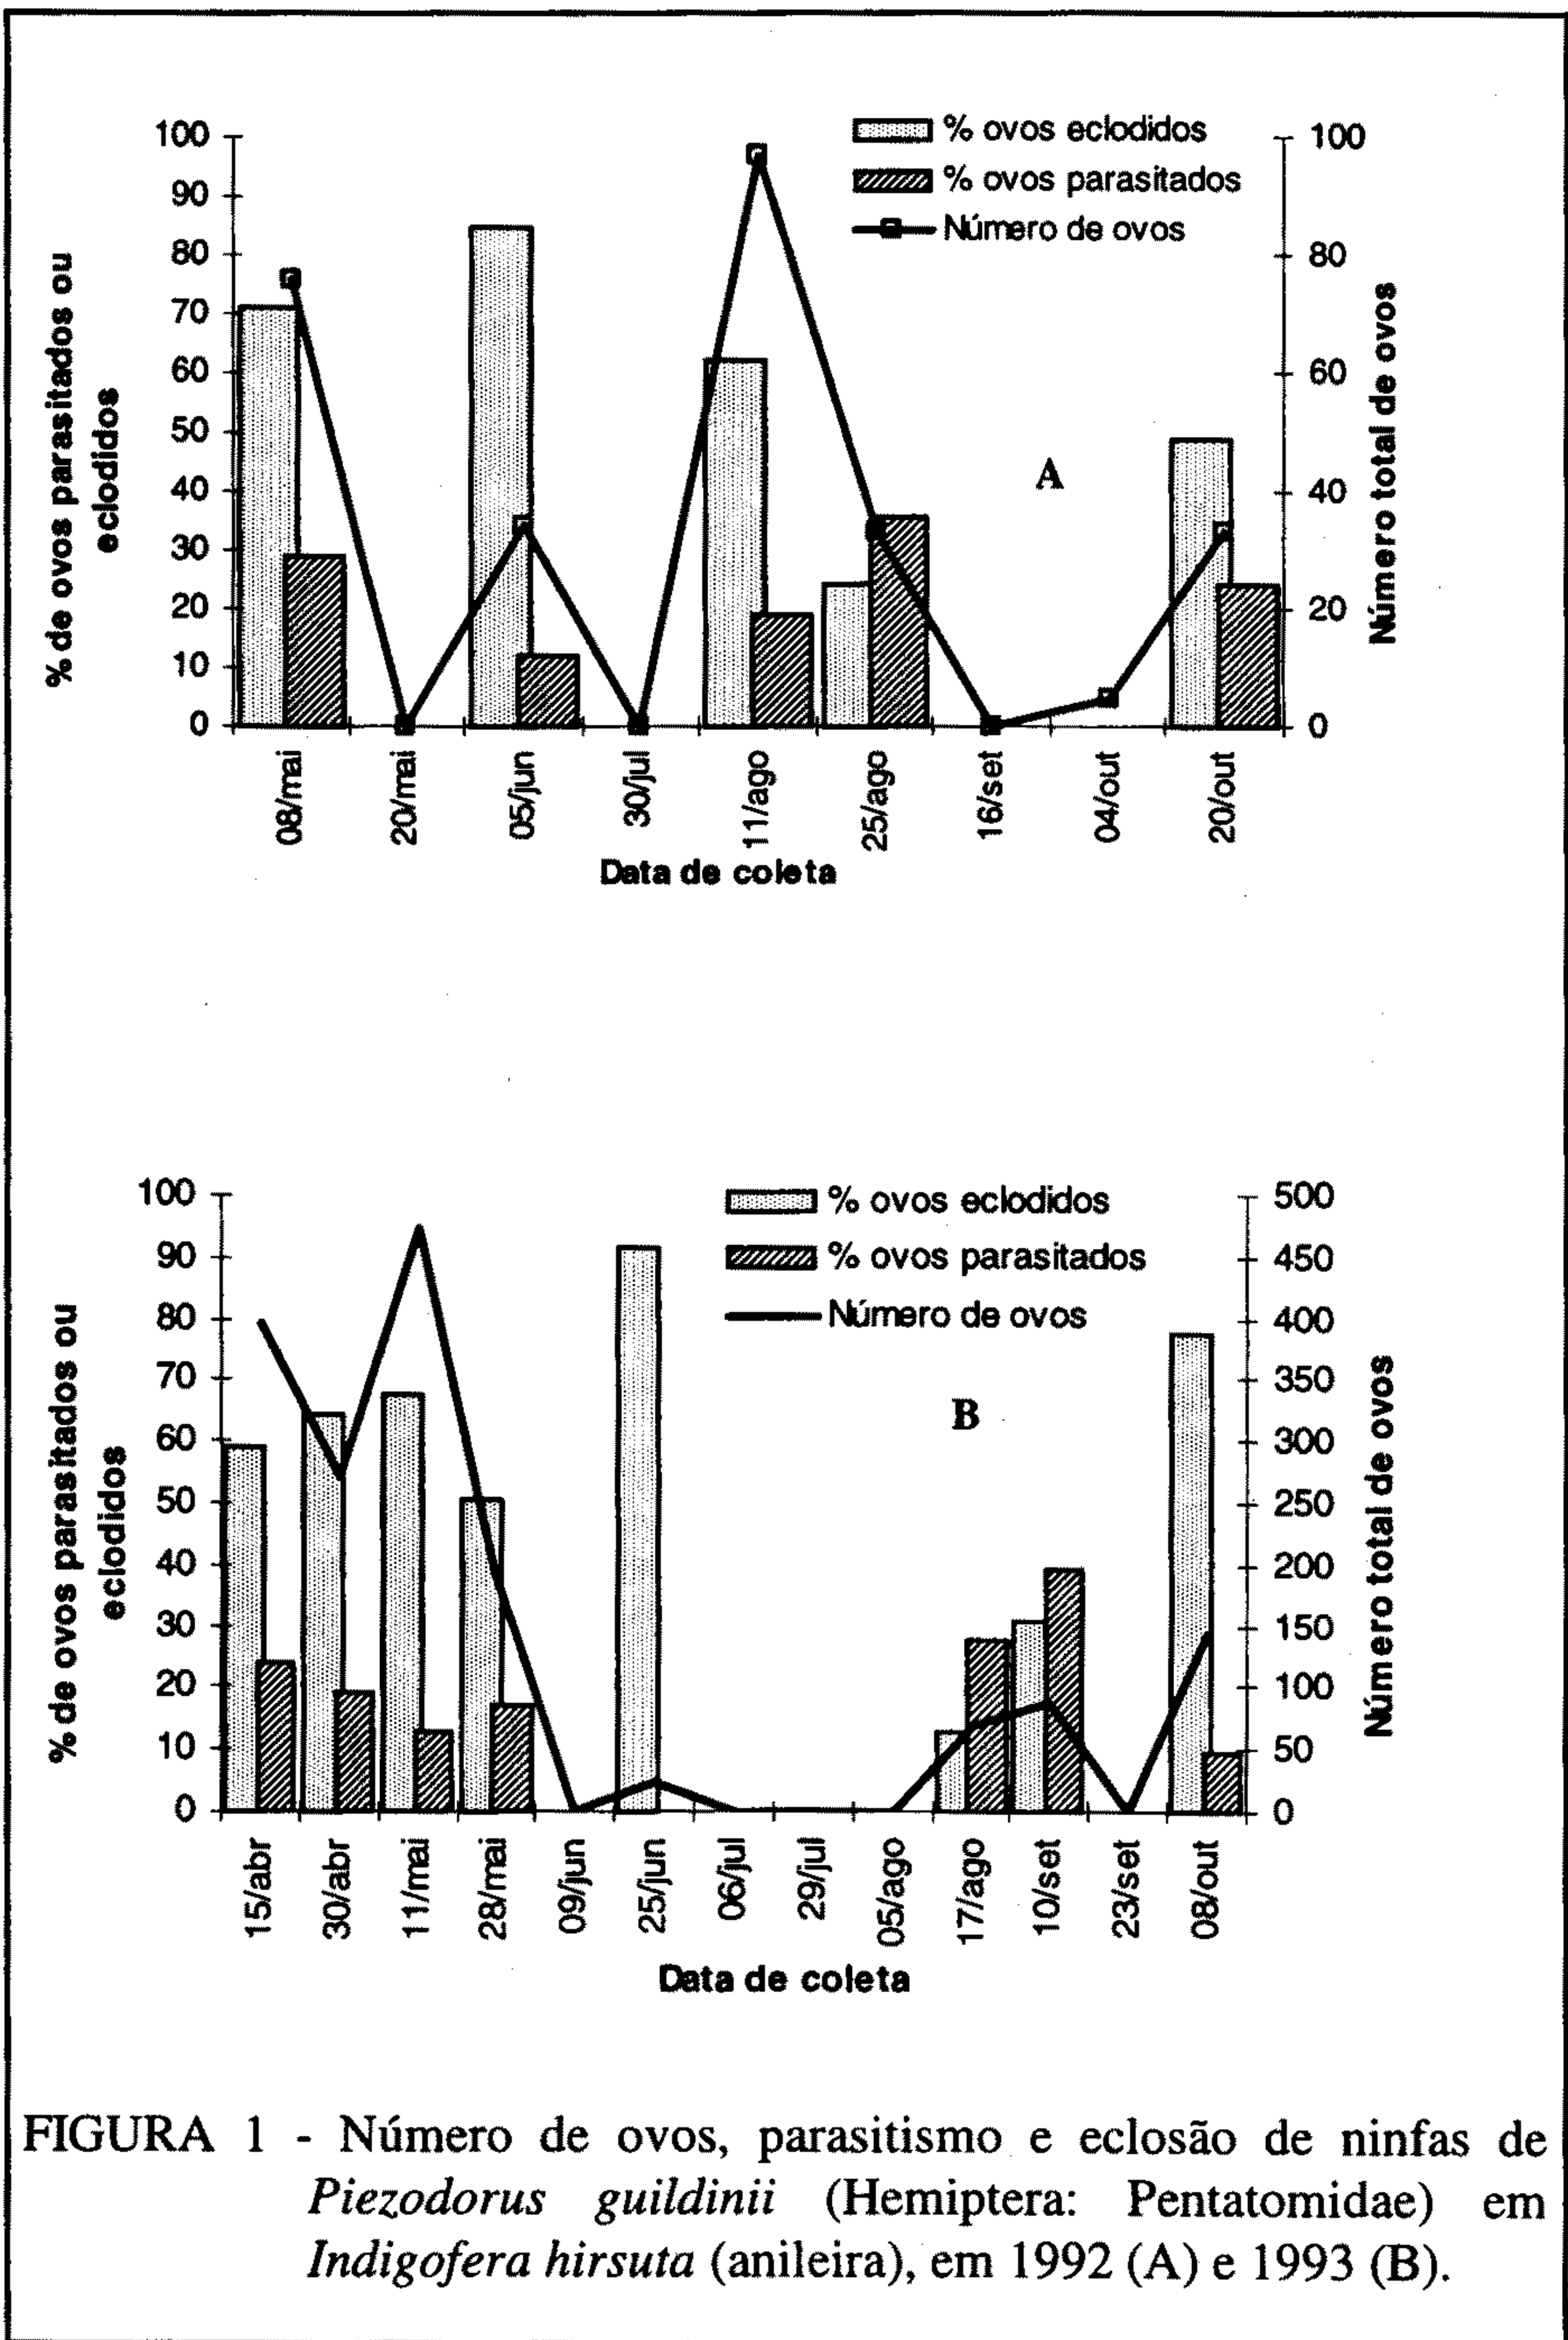 % ovos eclodidos
% ovos parasitados
Número de ovos
% de ovos parasitados ou
eclodidos
100
90
80
70
60
50
40
30
20
10
0
100
80
60
40
20
0
Número total de ovos
A
08/mai
20/mai
05/jun
30/jul
11/ago
25/ago
16/set
04/out
20/out
Data de coleta
% ovos eclodidos
% ovos parasitados
Número de ovos
% de ovos parasitados ou
eclodidos
100
90
80
70
60
50
40
30
20
10
0
500
450
400
350
300
250
200
150
100
50
0
Número total de ovos
B
15/abr
30/abr
11/mai
28/mai
09/jun
25/jun
06/jul
29/jul
05/ago
17/ago
10/set
23/set
08/out
Data de coleta
FIGURA 1 - Número de ovos, parasitismo e eclosão de ninfas de
Piezodorus guildinii (Hemiptera: Pentatomidae) em
Indigofera hirsuta (anileira), em 1992 (A) e 1993 (B).